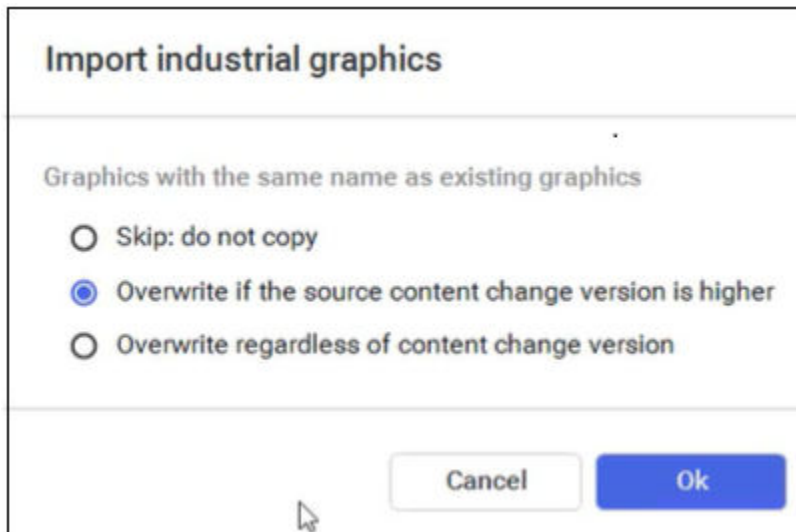 Import industrial graphics
Graphics with the same name as existing graphics
Skip: do not copy
Overwrite if the source content change version is higher
Overwrite regardless of content change version
Cancel
Ok